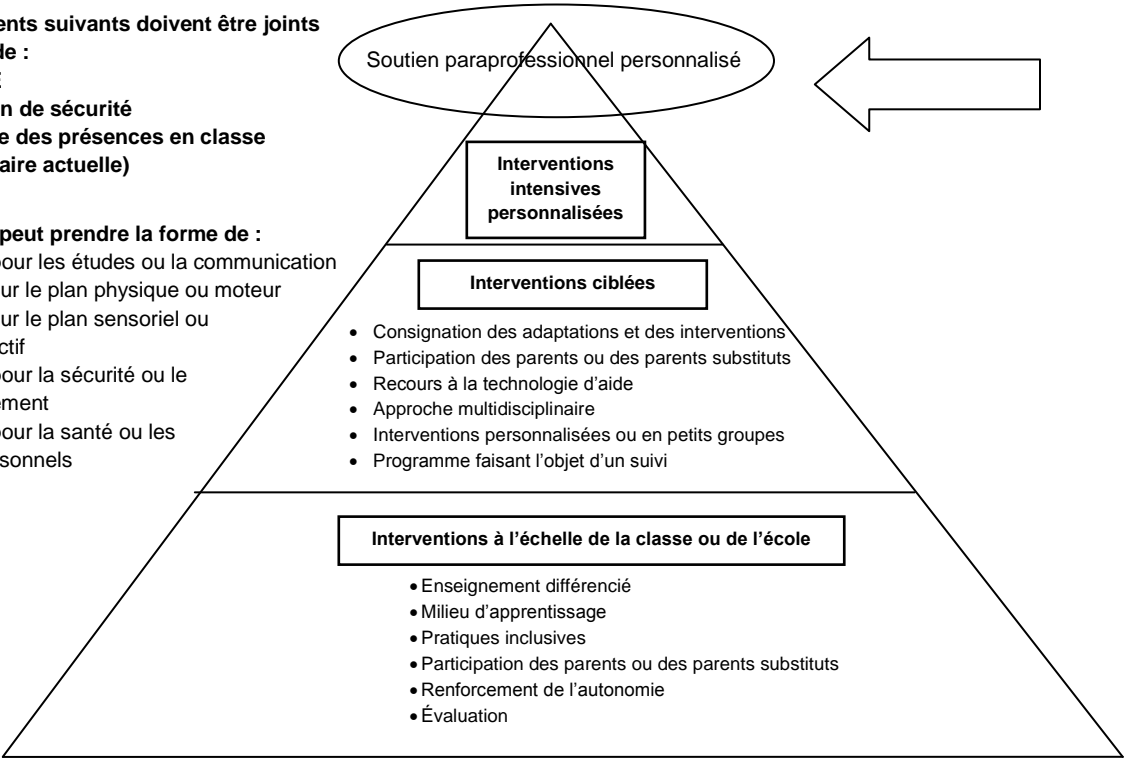 ents suivants doivent être joints
de :
n de sécurité
e des présences en classe
aire actuelle)
peut prendre la forme de :
pour les études ou la communication
ur le plan physique ou moteur
ur le plan sensoriel ou
ctif
pour la sécurité ou le
ement
pour la santé ou les
rsonnels
Soutien paraprofessionnel personnalisé
Interventions
intensives
personnalisées
Interventions ciblées
• Consignation des adaptations et des interventions
• Participation des parents ou des parents substituts
• Recours à la technologie d’aide
• Approche multidisciplinaire
• Interventions personnalisées ou en petits groupes
• Programme faisant l’objet d’un suivi
Interventions à l’échelle de la classe ou de l’école
• Enseignement différencié
• Milieu d’apprentissage
• Pratiques inclusives
• Participation des parents ou des parents substituts
• Renforcement de l’autonomie
• Évaluation